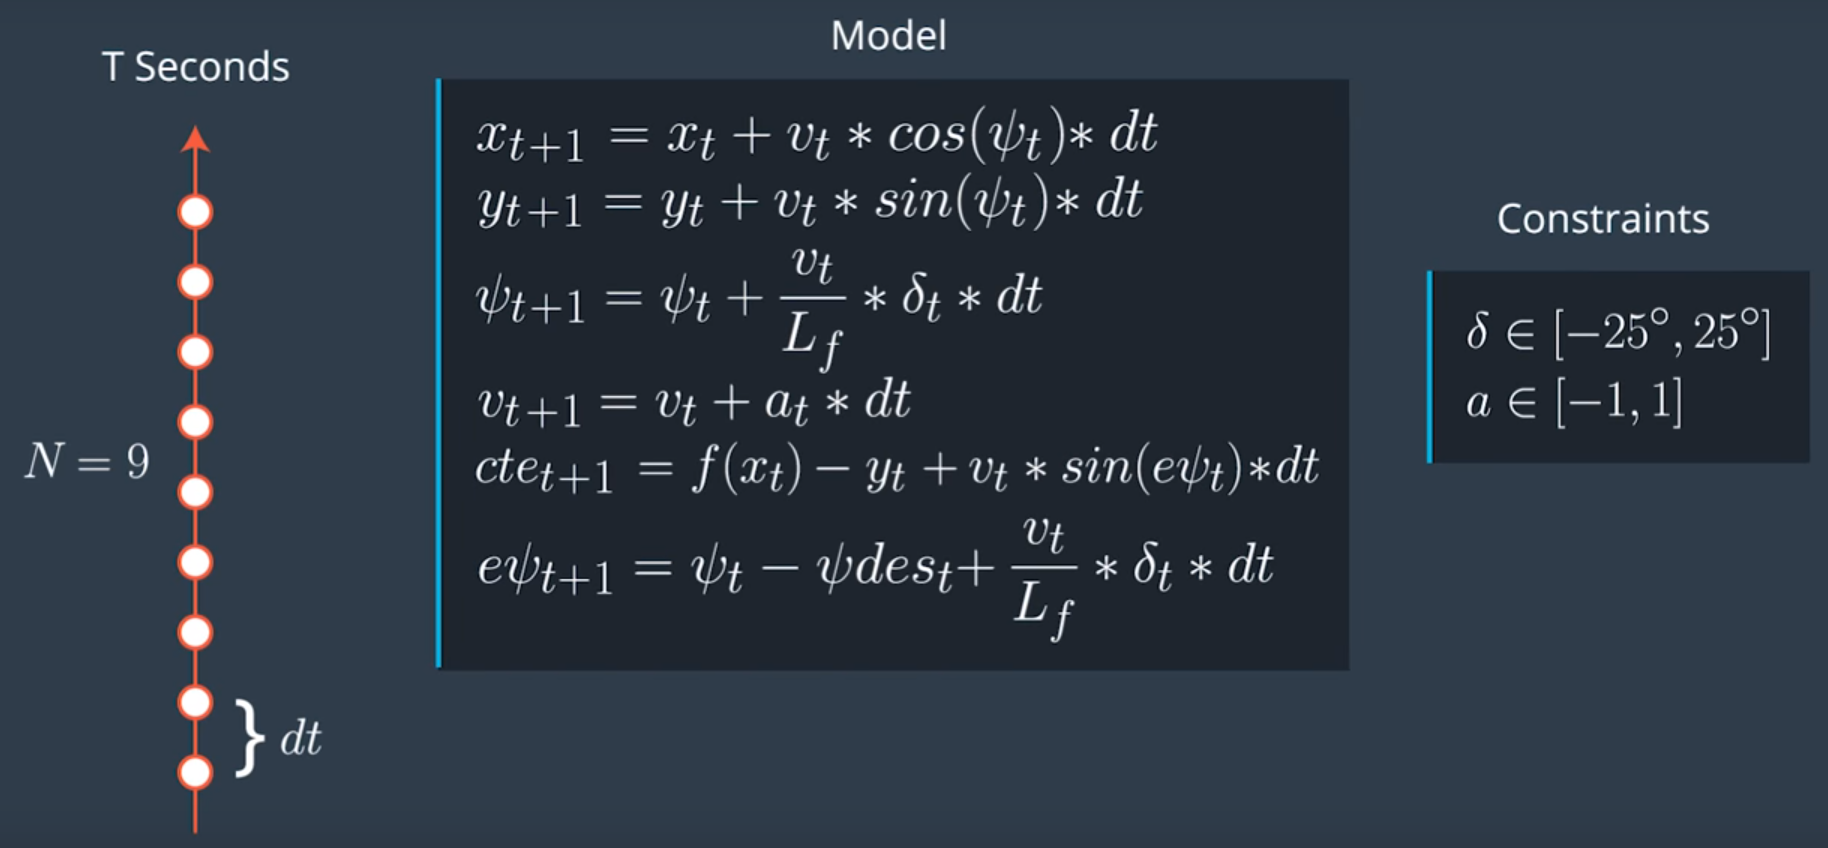 T Seconds
N = 9
} dt
Model
x_{t+1} = x_t + v_t * cos(ψ_t) * dt
y_{t+1} = y_t + v_t * sin(ψ_t) * dt
ψ_{t+1} = ψ_t + \frac{v_t}{L_f} * δ_t * dt
v_{t+1} = v_t + a_t * dt
cte_{t+1} = f(x_t) − y_t + v_t * sin(eψ_t) * dt
eψ_{t+1} = ψ_t − ψdes_t + \frac{v_t}{L_f} * δ_t * dt
Constraints
δ ∈ [−25°, 25°]
a ∈ [−1, 1]